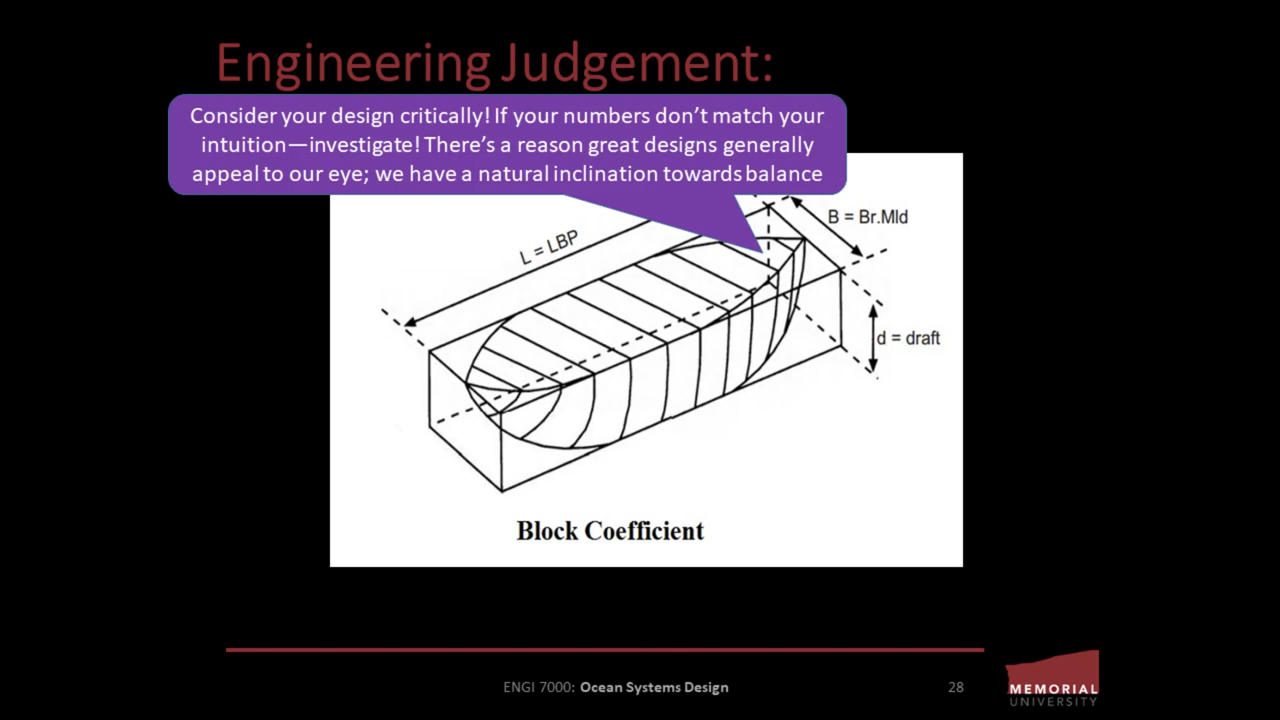 Engineering Judgement:
Consider your design critically! If your numbers don’t match your
intuition—investigate! There’s a reason great designs generally
appeal to our eye; we have a natural inclination towards balance
B = Br.Mld
L = LBP
d = draft
Block Coefficient
ENGI 7000: Ocean Systems Design
28
MEMORIAL
UNIVERSITY